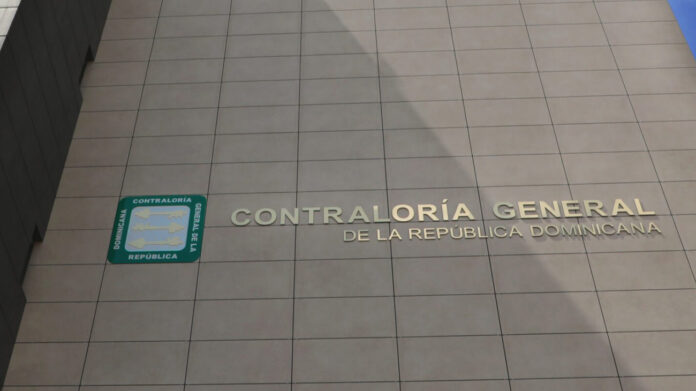 CONTRALORÍA
GENERAL DE LA
REPÚBLICA
DOMINICANA
CONTRALORÍA GENERAL
DE LA REPÚBLICA DOMINICANA